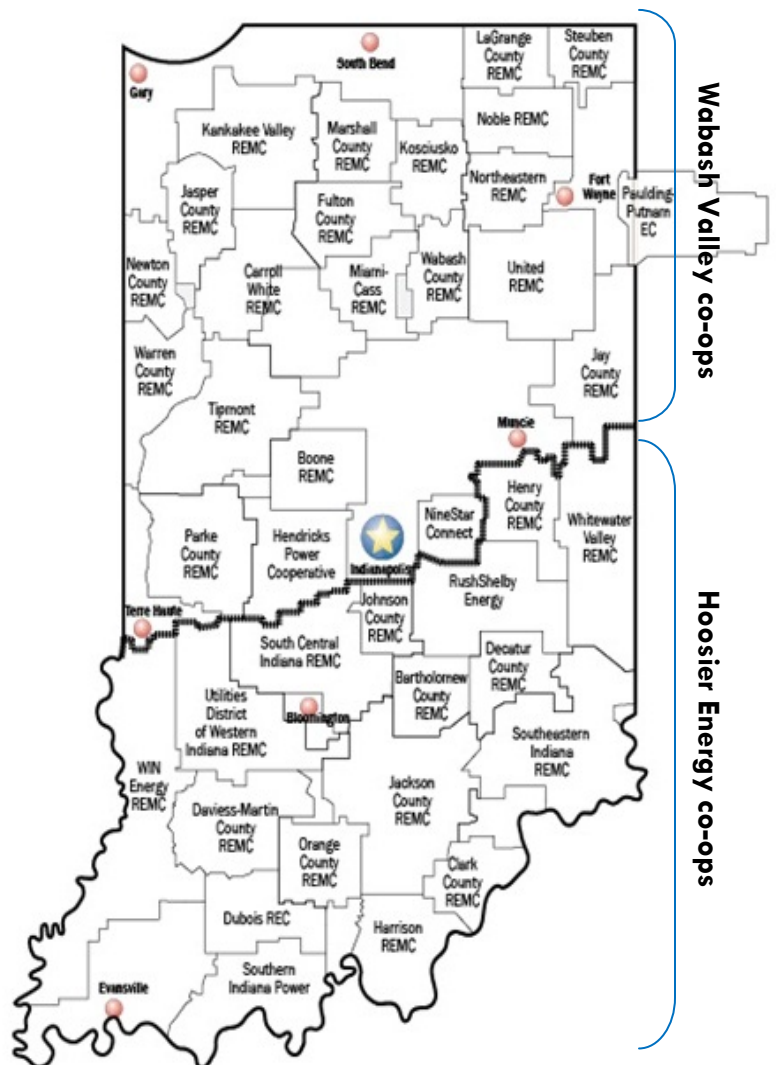 LaGrange
County
REMC
Steuben
County
REMC
South Bend
Gary
Kankakee Valley
REMC
Marshall
County
REMC
Kosciusko
REMC
Noble REMC
Northeastern
REMC
Fort
Wayne
Paulding-
Putnam
EC
Jasper
County
REMC
Fulton
County
REMC
Newton
County
REMC
Carroll
White
REMC
Miami-
Cass
REMC
Wabash
County
REMC
United
REMC
Warren
County
REMC
Jay
County
REMC
Tipmont
REMC
Muncie
Boone
REMC
Henry
County
REMC
NineStar
Connect
Whitewater
Valley
REMC
Parke
County
REMC
Hendricks
Power
Cooperative
Indianapolis
RushShelby
Energy
Johnson
County
REMC
Terre Haute
South Central
Indiana REMC
Decatur
County
REMC
Bartholomew
County
REMC
Utilities
District
of Western
Indiana REMC
Bloomington
Southeastern
Indiana
REMC
WIN
Energy
REMC
Jackson
County
REMC
Daviess-Martin
County
REMC
Orange
County
REMC
Clark
County
REMC
Dubois REC
Harrison
REMC
Southern
Indiana Power
Evansville
Wabash Valley co-ops
Hoosier Energy co-ops